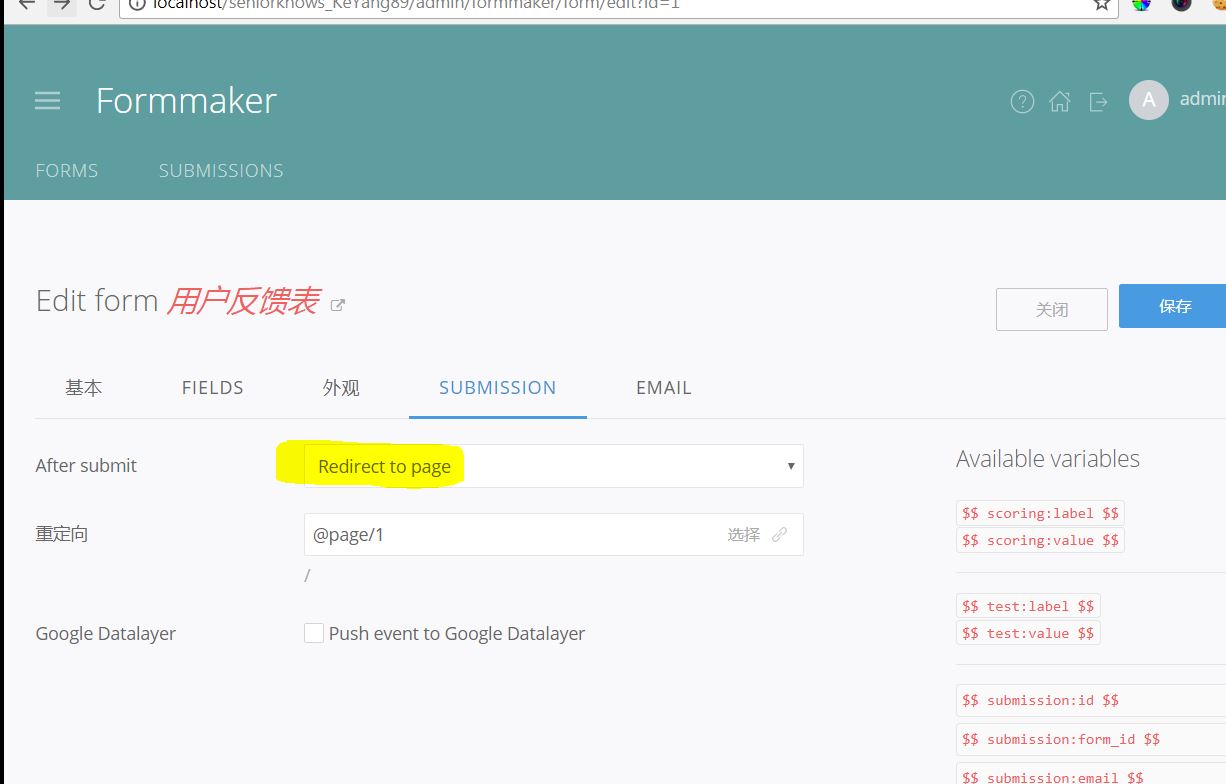 localhost/seniorknows_KeYang89/admin/formmaker/form/edit?id=1
Formmaker
? A admin
FORMS SUBMISSIONS
Edit form 用户反馈表
关闭 保存
基本 FIELDS 外观 SUBMISSION EMAIL
After submit Redirect to page
Available variables
$$ scoring:label $$
重定向 @page/1 选择
$$ scoring:value $$
/
$$ test:label $$
Google Datalayer Push event to Google Datalayer
$$ test:value $$
$$ submission:id $$
$$ submission:form_id $$
$$ submission:email $$